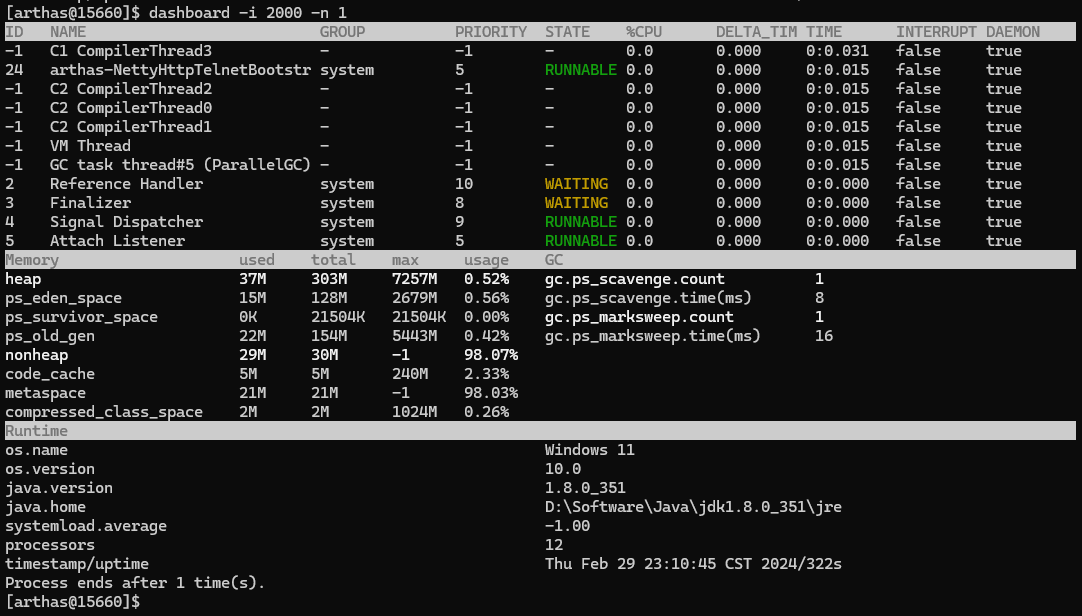 [arthas@15660]$ dashboard -i 2000 -n 1
ID NAME GROUP PRIORITY STATE %CPU DELTA_TIM TIME INTERRUPT DAEMON
-1 C1 CompilerThread3 - -1 - 0.0 0.000 0:0.031 false true
24 arthas-NettyHttpTelnetBootstr system 5 RUNNABLE 0.0 0.000 0:0.015 false true
-1 C2 CompilerThread2 - -1 - 0.0 0.000 0:0.015 false true
-1 C2 CompilerThread0 - -1 - 0.0 0.000 0:0.015 false true
-1 C2 CompilerThread1 - -1 - 0.0 0.000 0:0.015 false true
-1 VM Thread - -1 - 0.0 0.000 0:0.015 false true
-1 GC task thread#5 (ParallelGC) - -1 - 0.0 0.000 0:0.015 false true
2 Reference Handler system 10 WAITING 0.0 0.000 0:0.000 false true
3 Finalizer system 8 WAITING 0.0 0.000 0:0.000 false true
4 Signal Dispatcher system 9 RUNNABLE 0.0 0.000 0:0.000 false true
5 Attach Listener system 5 RUNNABLE 0.0 0.000 0:0.000 false true
Memory used total max usage GC
heap 37M 303M 7257M 0.52% gc.ps_scavenge.count 1
ps_eden_space 15M 128M 2679M 0.56% gc.ps_scavenge.time(ms) 8
ps_survivor_space 0K 21504K 21504K 0.00% gc.ps_marksweep.count 1
ps_old_gen 22M 154M 5443M 0.42% gc.ps_marksweep.time(ms) 16
nonheap 29M 30M -1 98.07%
code_cache 5M 5M 240M 2.33%
metaspace 21M 21M -1 98.03%
compressed_class_space 2M 2M 1024M 0.26%
Runtime
os.name Windows 11
os.version 10.0
java.version 1.8.0_351
java.home D:\Software\Java\jdk1.8.0_351\jre
systemload.average -1.00
processors 12
timestamp/uptime Thu Feb 29 23:10:45 CST 2024/322s
Process ends after 1 time(s).
[arthas@15660]$